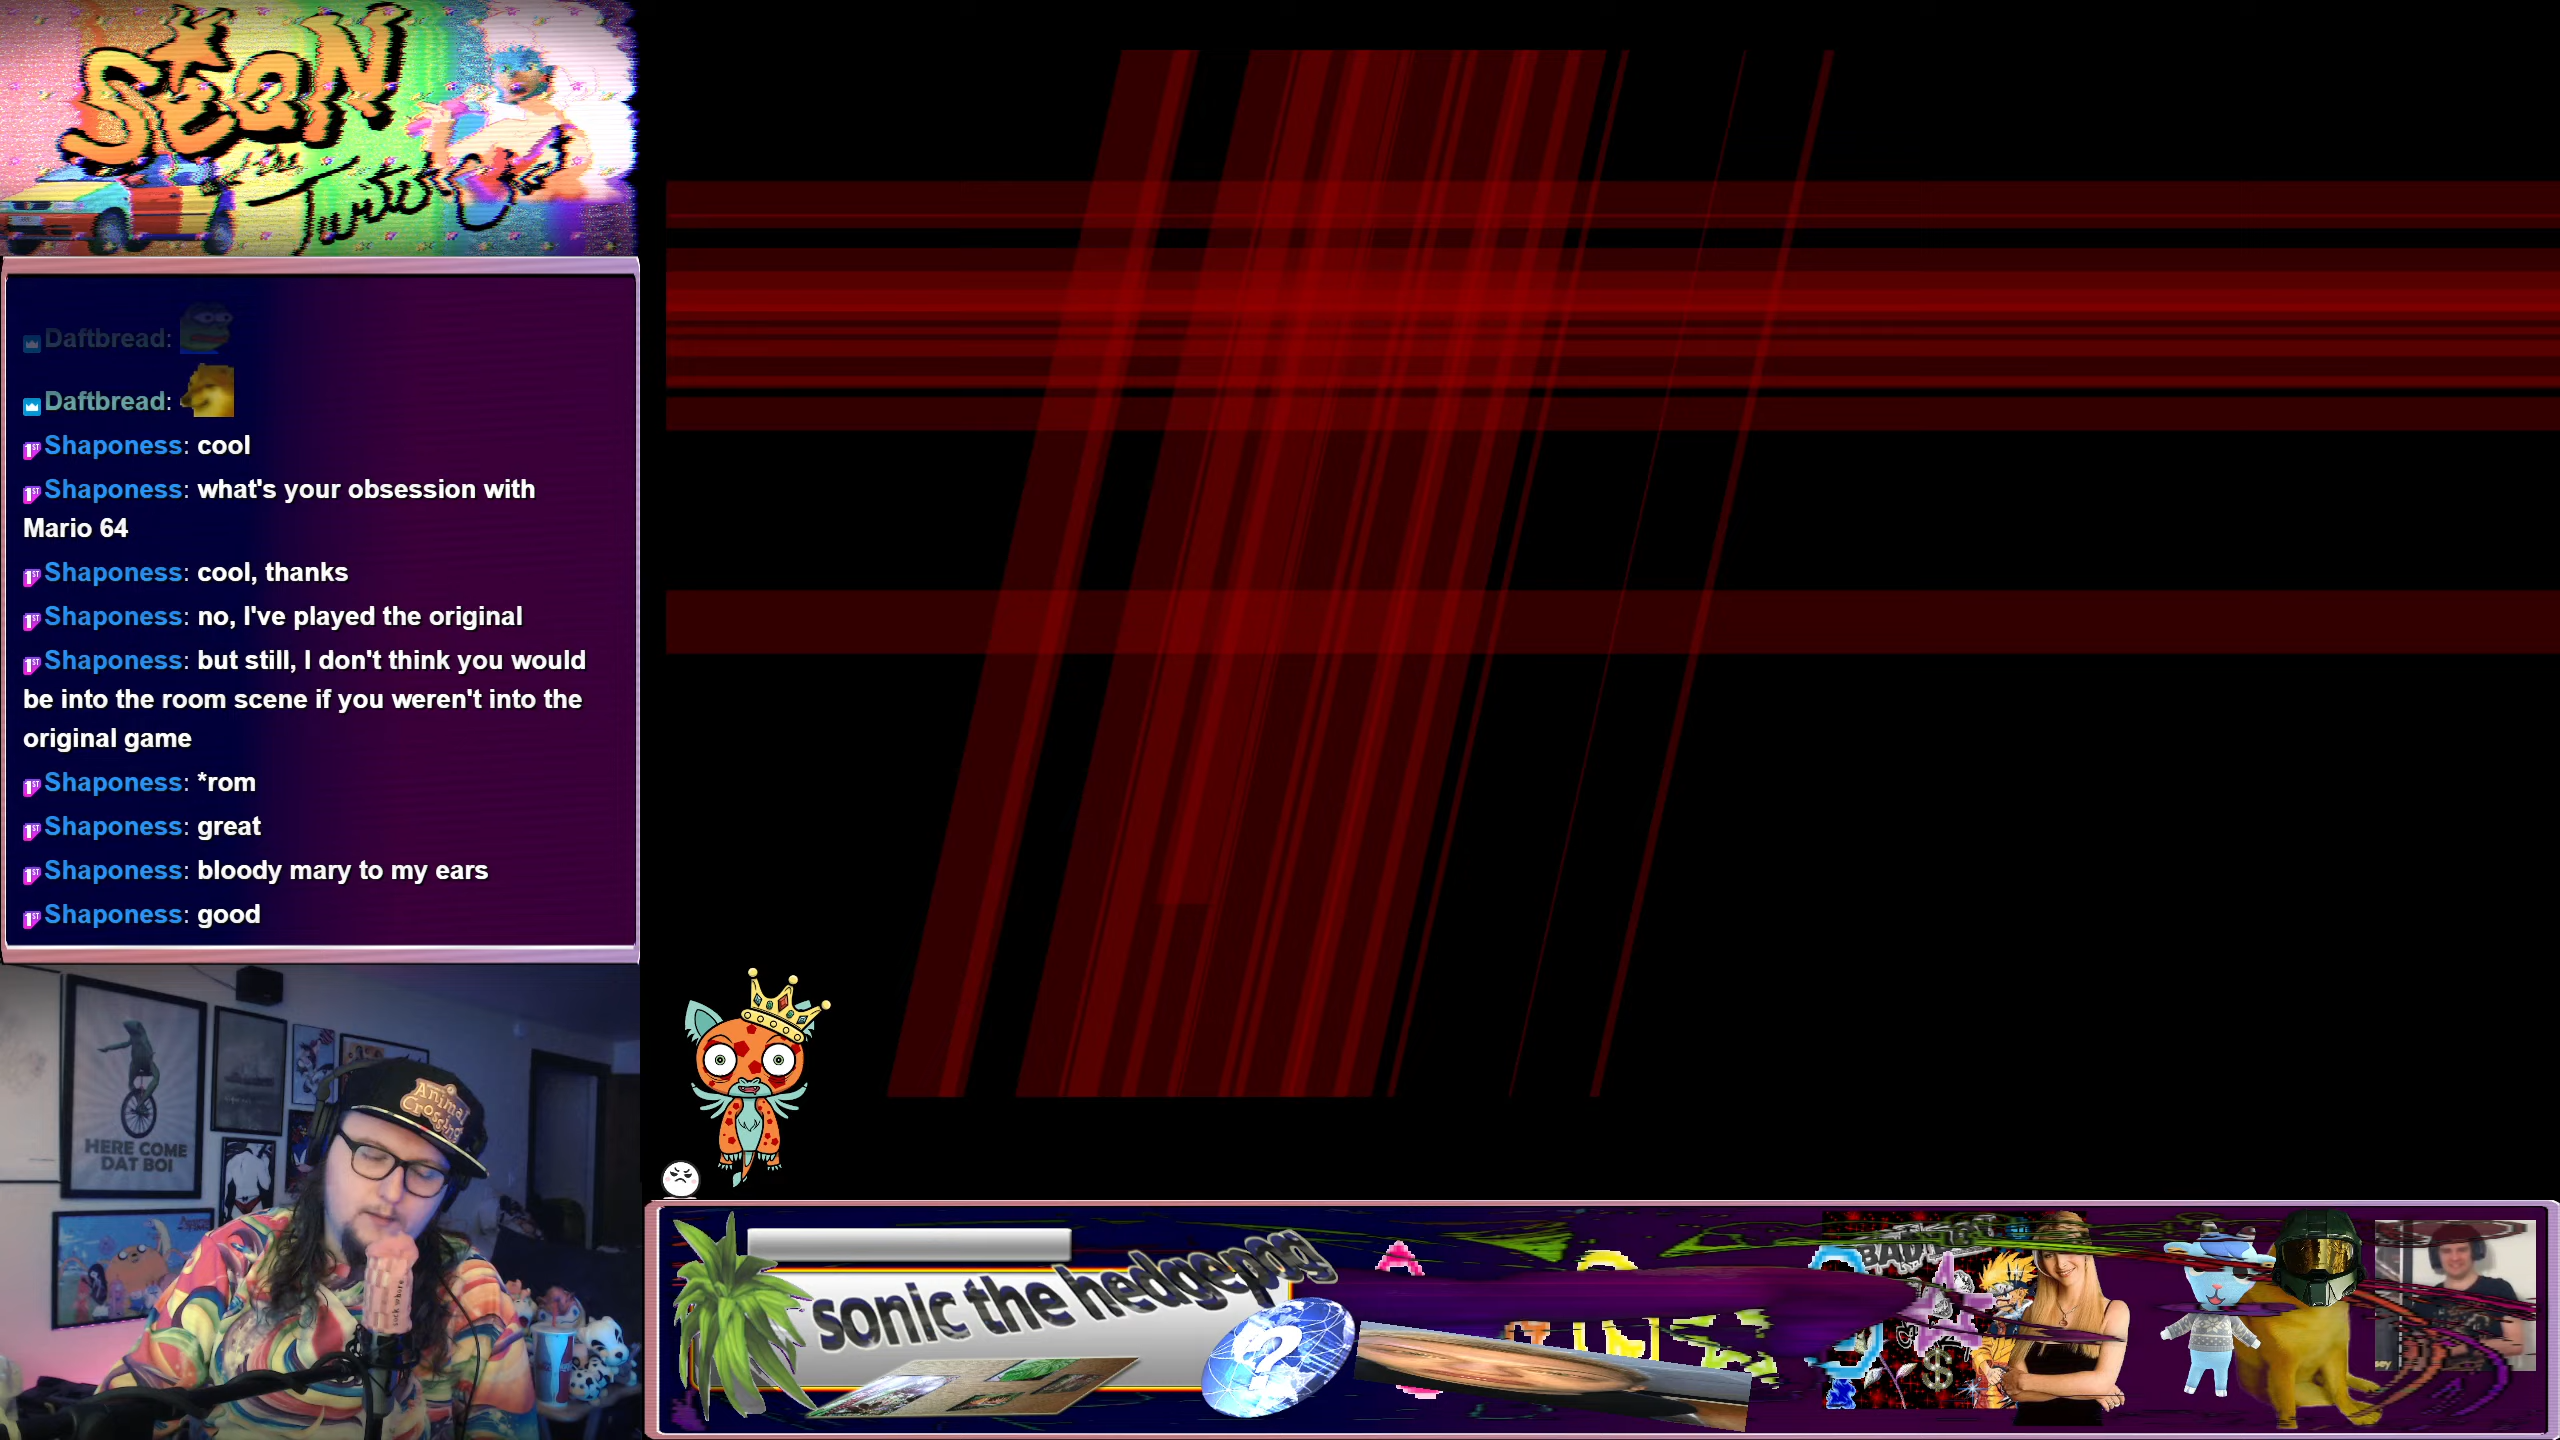 Daftbread:
Daftbread:
Shaponess: cool
Shaponess: what's your obsession with
Mario 64
Shaponess: cool, thanks
Shaponess: no, I've played the original
Shaponess: but still, I don't think you would
be into the room scene if you weren't into the
original game
Shaponess: *rom
Shaponess: great
Shaponess: bloody mary to my ears
Shaponess: good
HERE COME
DAT BOI
Animal
Crossing
sonic the hedgepog
?
$